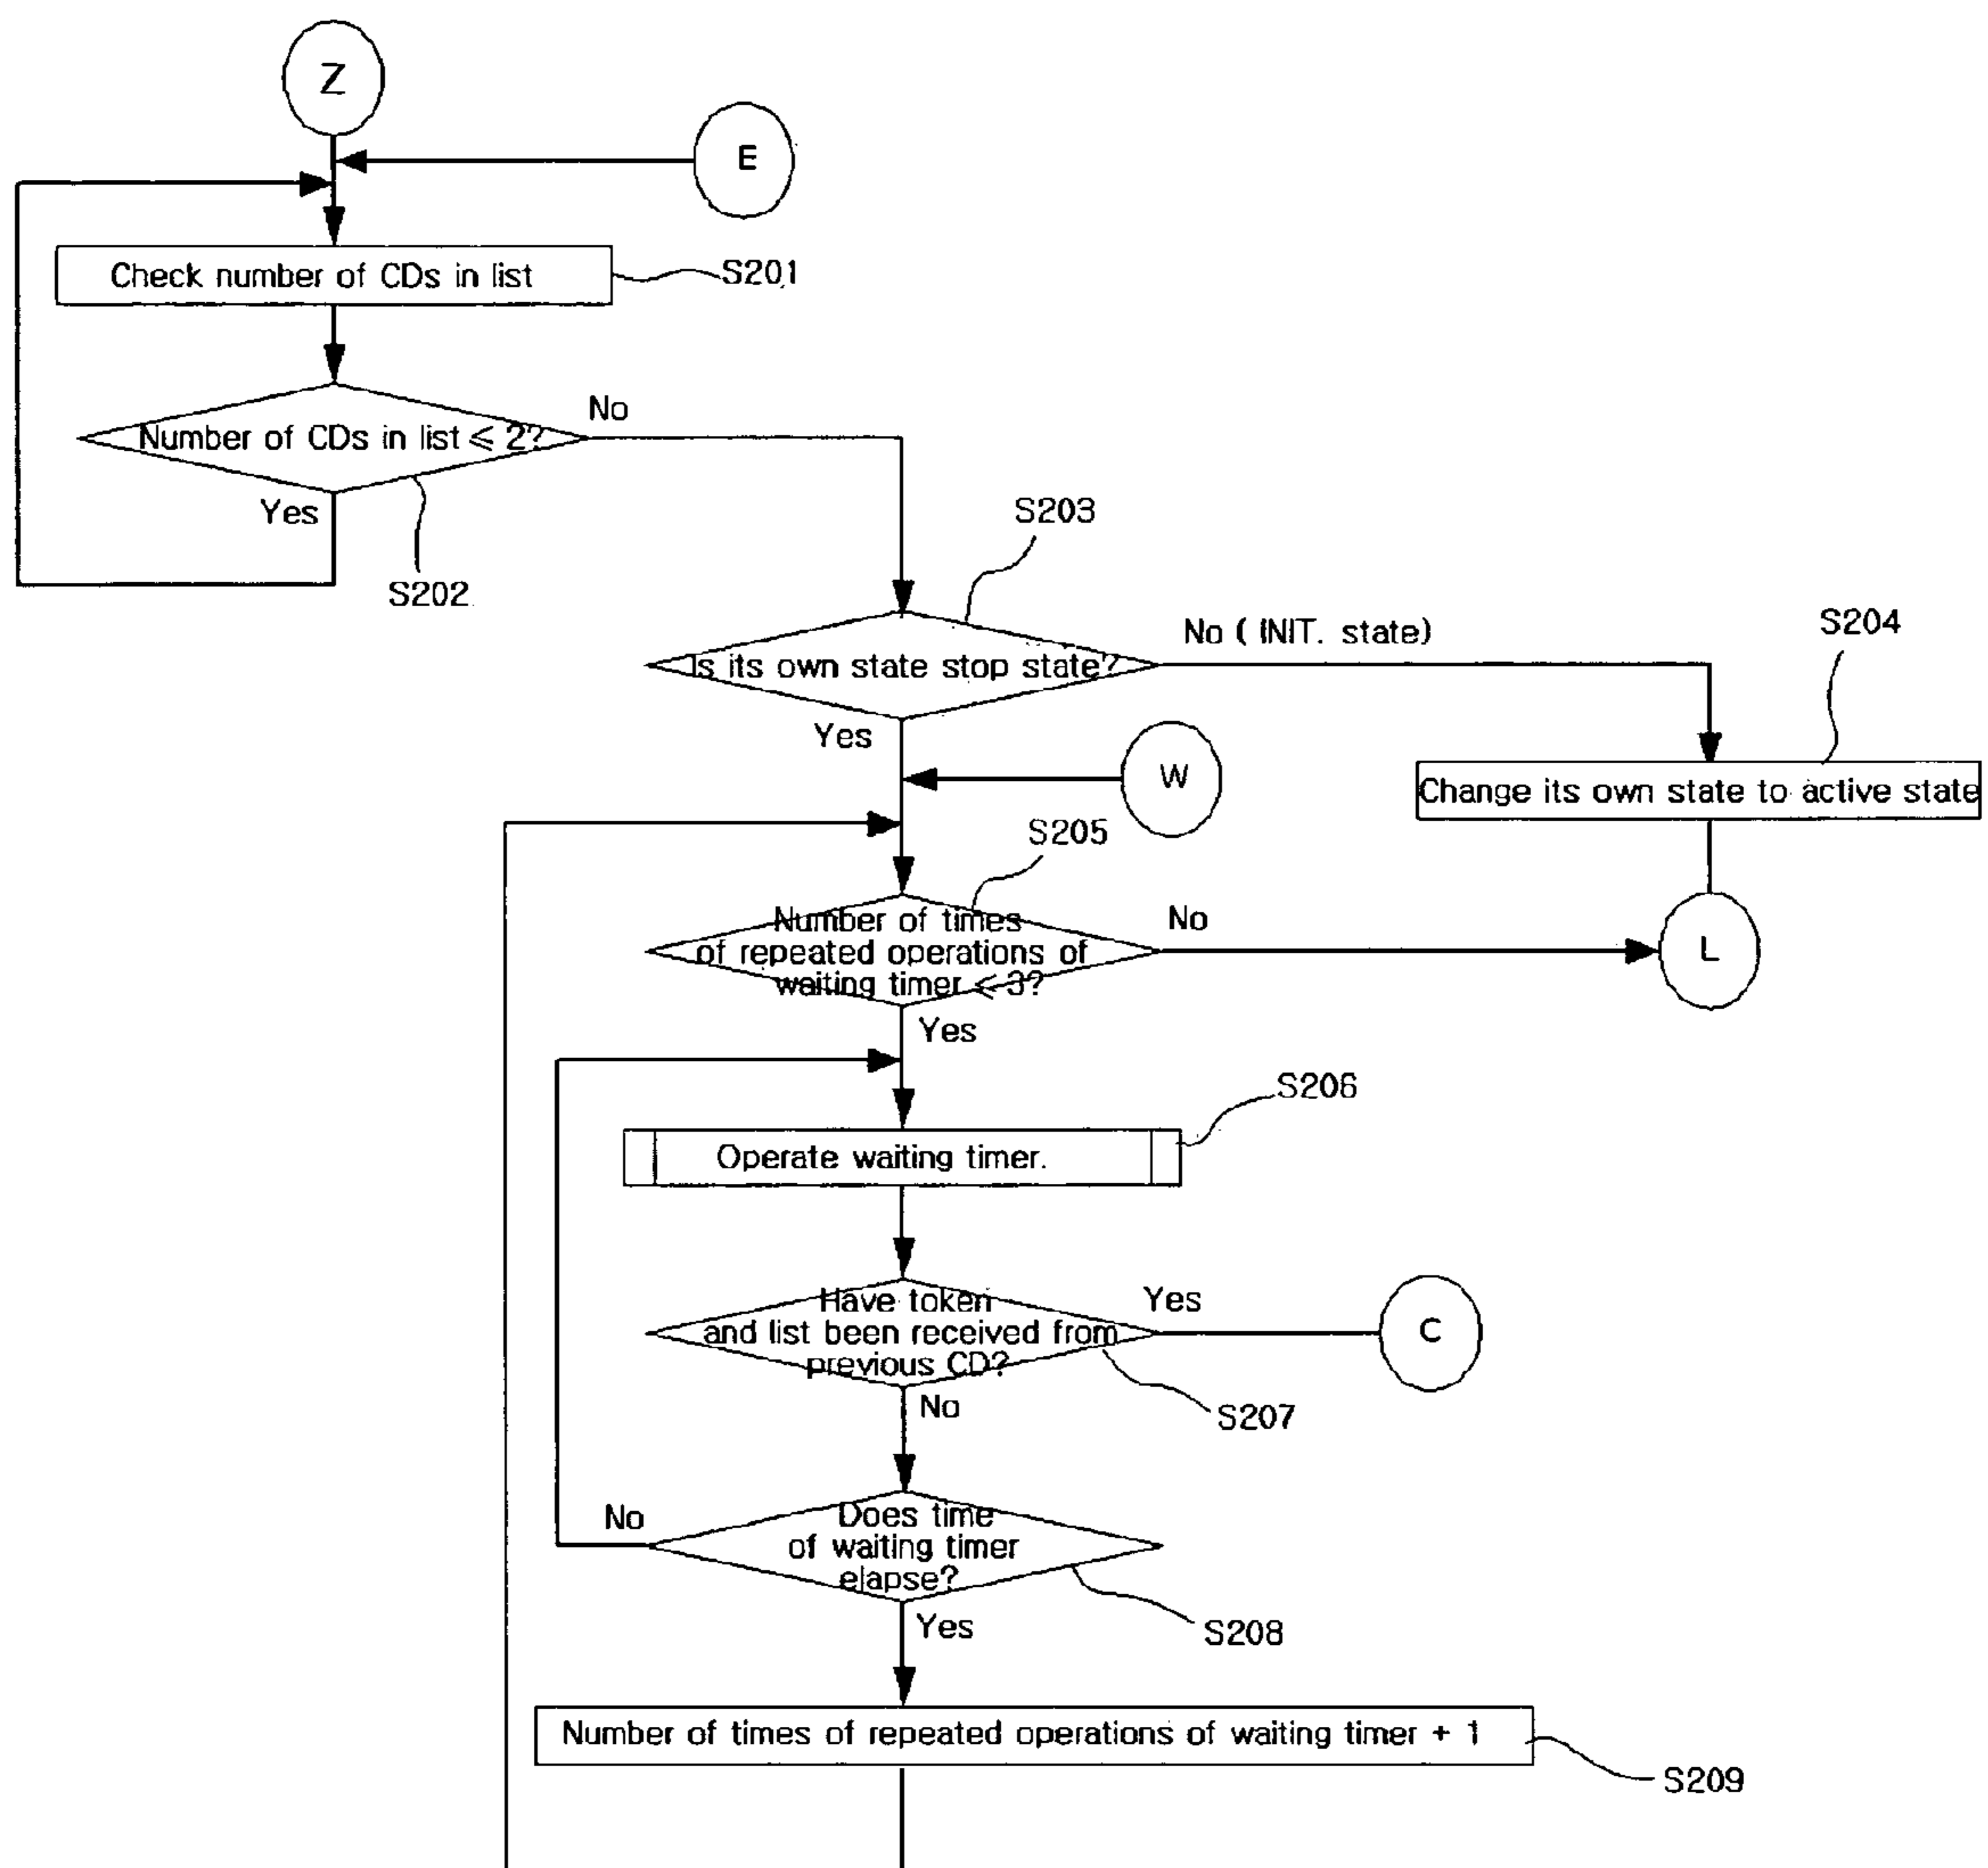 Z
E
Check number of CDs in list
S201
No
Number of CDs in list ≤ 2?
Yes
S202
S203
No ( INIT. state)
S204
Is its own state stop state?
Yes
W
Change its own state to active state
S205
Number of times
of repeated operations of
waiting timer ≤ 3?
No
L
Yes
S206
Operate waiting timer.
Have token
and list been received from
previous CD?
Yes
C
No
S207
Does time
of waiting timer
elapse?
No
Yes
S208
Number of times of repeated operations of waiting timer + 1
S209